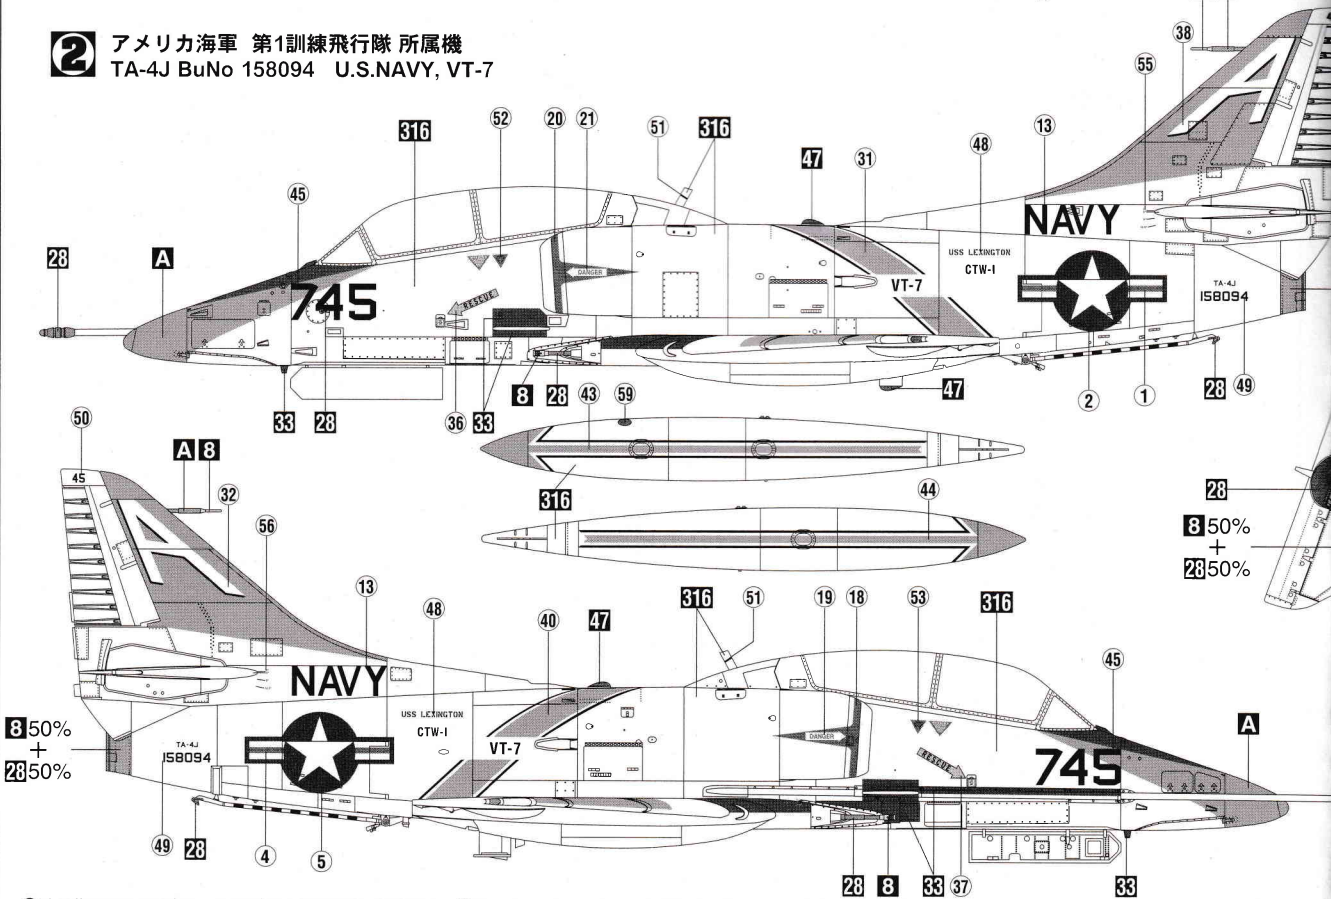 2 アメリカ海軍 第1訓練飛行隊 所属機
TA-4J BuNo 158094 U.S.NAVY, VT-7
38
55
52 20 21 51 316 13
316 47 31 48
45
NAVY
USS LEXINGTON
CTW-1
DANGER
28 A
VT-7
TA-4J
158094
745
RESCUE
33 28 36 33 8 28 43 59 47 2 1 28 49
50
A 8
45
32
316
44
28
8 50%
+
28 50%
56
13
48 40 47 316 51 19 18 53 316
45
NAVY
USS LEXINGTON
CTW-1
A
8 50%
+
28 50%
TA-4J
158094
VT-7
DANGER
RESCUE
745
49 28 4 5
28 8 33 37 33